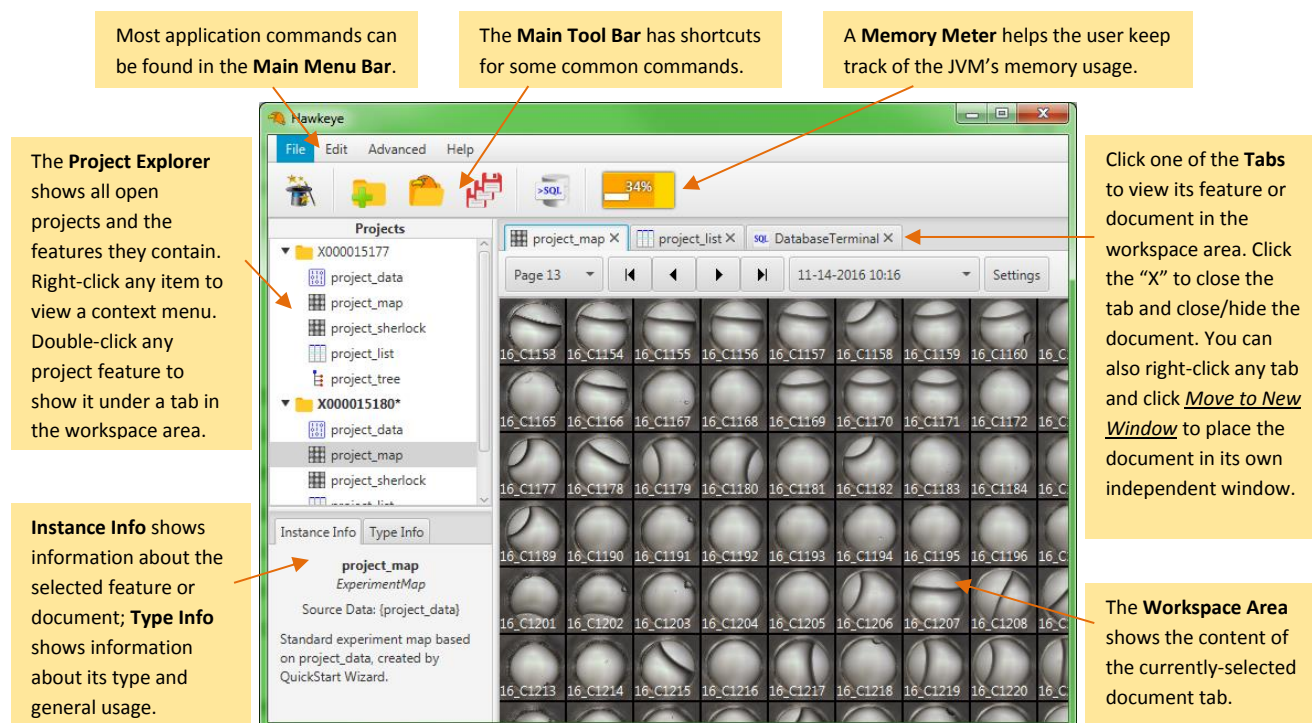 Most application commands can
be found in the Main Menu Bar.
The Main Tool Bar has shortcuts
for some common commands.
A Memory Meter helps the user keep
track of the JVM's memory usage.
The Project Explorer
shows all open
projects and the
features they contain.
Right-click any item to
view a context menu.
Double-click any
project feature to
show it under a tab in
the workspace area.
Instance Info shows
information about the
selected feature or
document; Type Info
shows information
about its type and
general usage.
Hawkeye
File Edit Advanced Help
>SQL
34%
Projects
X000015177
project_data
project_map
project_sherlock
project_list
project_tree
X000015180*
project_data
project_map
project_sherlock
project_list
Instance Info Type Info
project_map
ExperimentMap
Source Data: {project_data}
Standard experiment map based
on project_data, created by
QuickStart Wizard.
project_map project_list SQL DatabaseTerminal
Page 13 11-14-2016 10:16 Settings
16_C1153 16_C1154 16_C1155 16_C1156 16_C1157 16_C1158 16_C1159 16_C1160 16_C
16_C1165 16_C1166 16_C1167 16_C1168 16_C1169 16_C1170 16_C1171 16_C1172 16_C
16_C1177 16_C1178 16_C1179 16_C1180 16_C1181 16_C1182 16_C1183 16_C1184 16_C
16_C1189 16_C1190 16_C1191 16_C1192 16_C1193 16_C1194 16_C1195 16_C1196 16_C
16_C1201 16_C1202 16_C1203 16_C1204 16_C1205 16_C1206 16_C1207 16_C1208 16_C
16_C1213 16_C1214 16_C1215 16_C1216 16_C1217 16_C1218 16_C1219 16_C1220 16_C
Click one of the Tabs
to view its feature or
document in the
workspace area. Click
the “X” to close the
tab and close/hide the
document. You can
also right-click any tab
and click Move to New
Window to place the
document in its own
independent window.
The Workspace Area
shows the content of
the currently-selected
document tab.